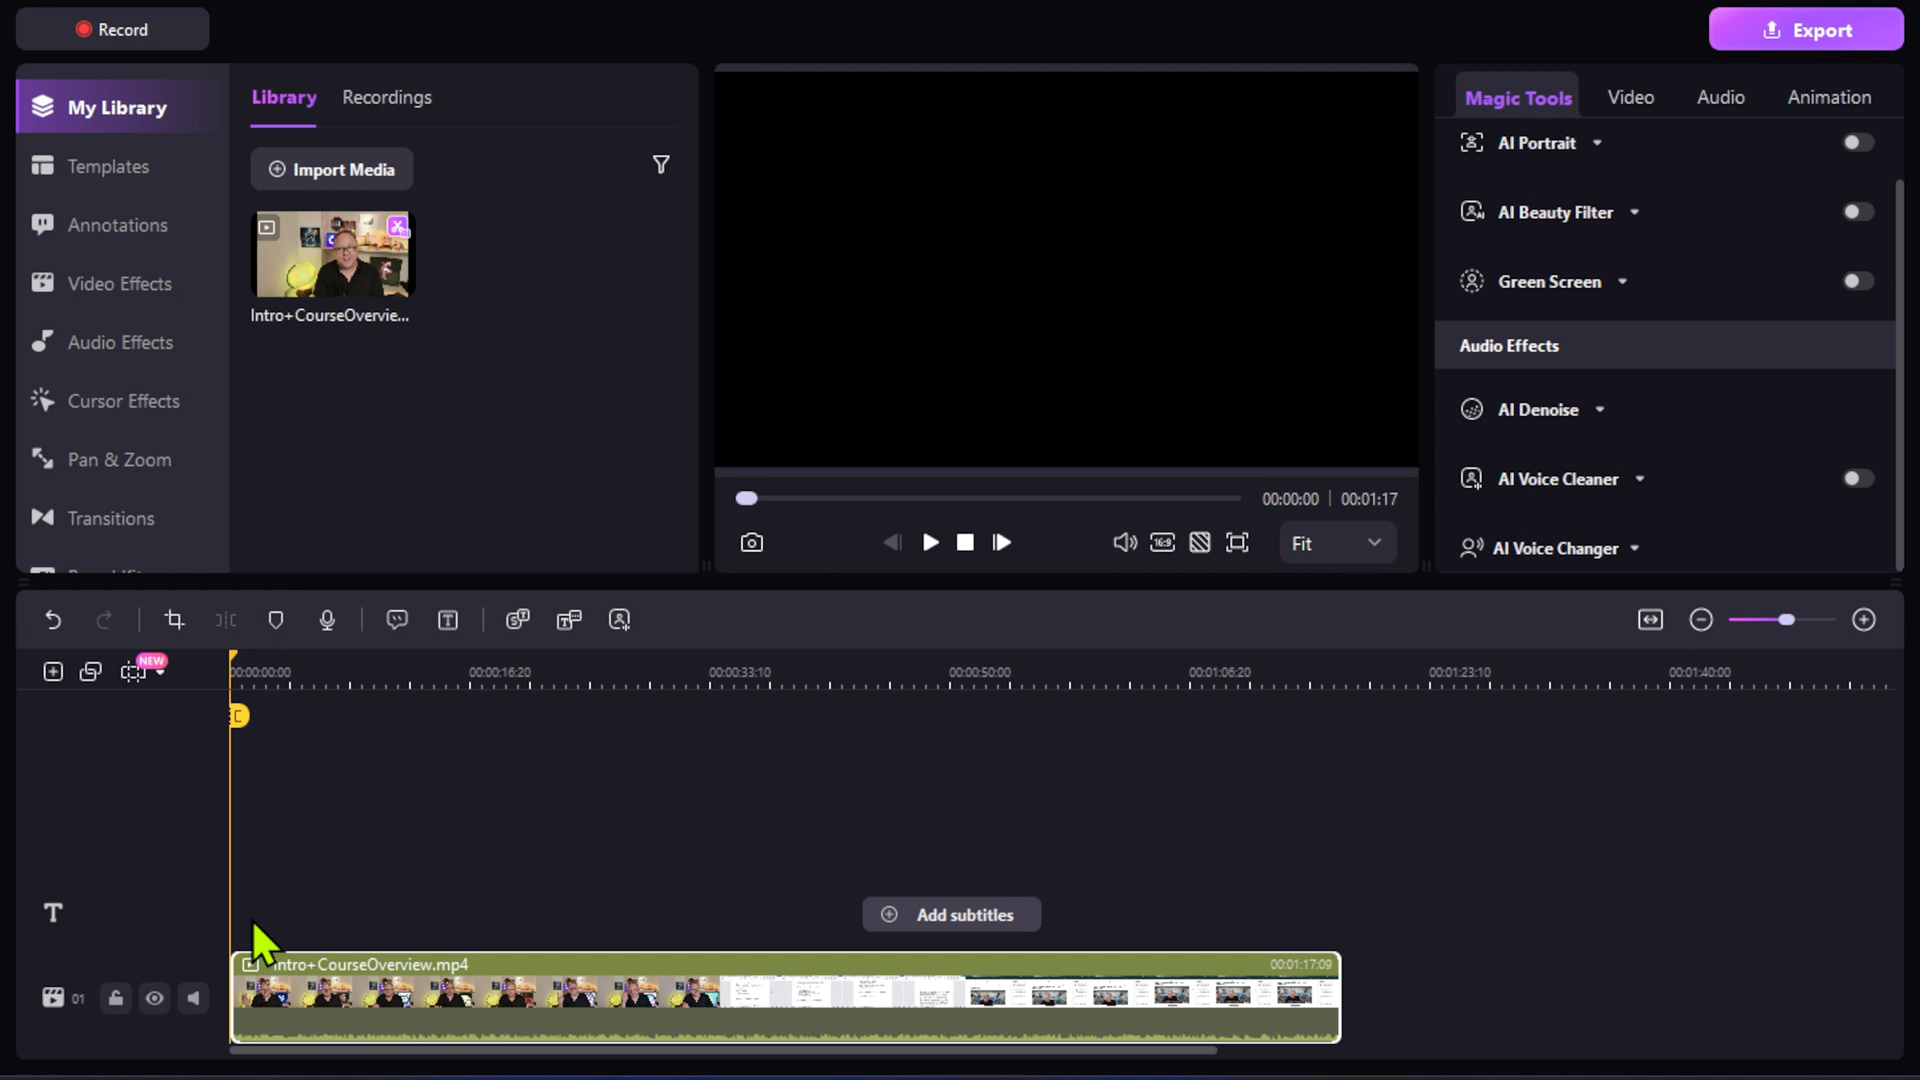 Record
Export
My Library
Templates
Annotations
Video Effects
Audio Effects
Cursor Effects
Pan & Zoom
Transitions
Library
Recordings
Import Media
Intro+CourseOvervie...
00:00:00 | 00:01:17
16:9
Fit
Magic Tools
Video
Audio
Animation
AI Portrait
AI Beauty Filter
Green Screen
Audio Effects
AI Denoise
AI Voice Cleaner
AI Voice Changer
NEW
00:00:00:00
00:00:16:20
00:00:33:10
00:00:50:00
00:01:06:20
00:01:23:10
00:01:40:00
Add subtitles
Intro+CourseOverview.mp4
00:01:17:09
01